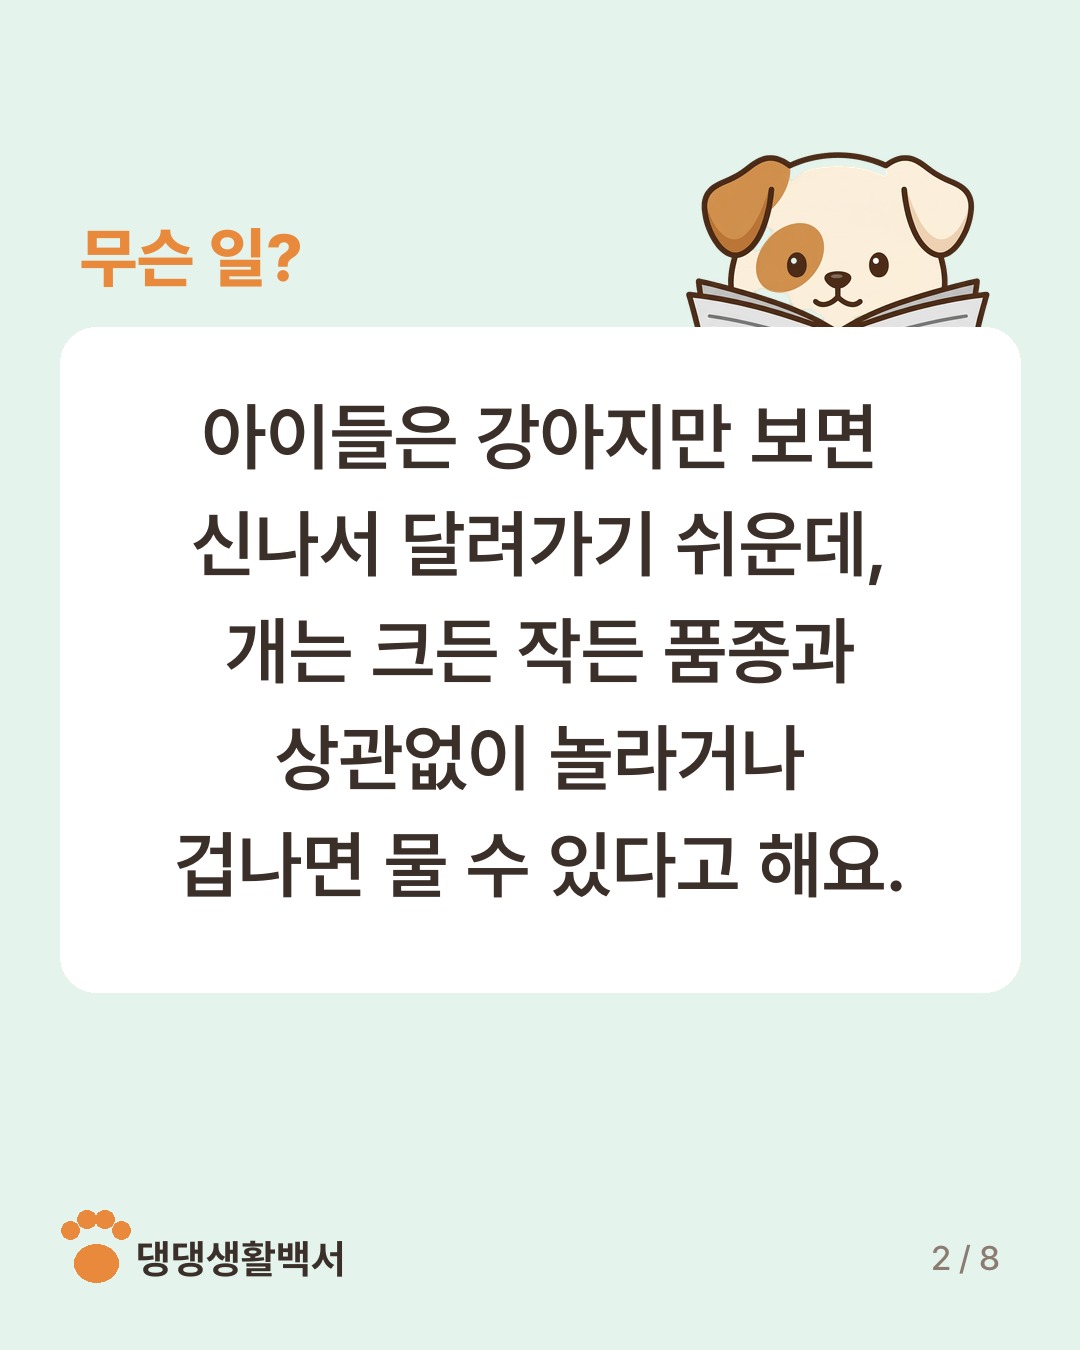 무슨 일?
아이들은 강아지만 보면
신나서 달려가기 쉬운데,
개는 크든 작든 품종과
상관없이 놀라거나
겁나면 물 수 있다고 해요.
댕댕생활백서
2 / 8